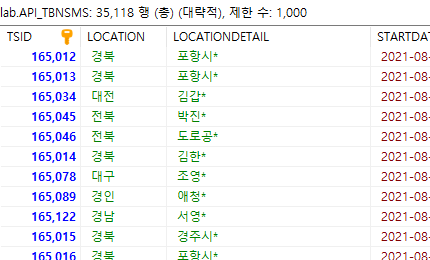 lab.API_TBNSMS: 35,118 행 (총) (대략적), 제한 수: 1,000
TSID LOCATION LOCATIONDETAIL STARTDAT
165,012 경북 포항시* 2021-08-
165,013 경북 포항시* 2021-08-
165,034 대전 김갑* 2021-08-
165,045 전북 박진* 2021-08-
165,046 전북 도로공* 2021-08-
165,014 경북 김한* 2021-08-
165,078 대구 조영* 2021-08-
165,089 경인 애청* 2021-08-
165,122 경남 서영* 2021-08-
165,015 경북 경주시* 2021-08-
165,016 경북 포항시* 2021-08-